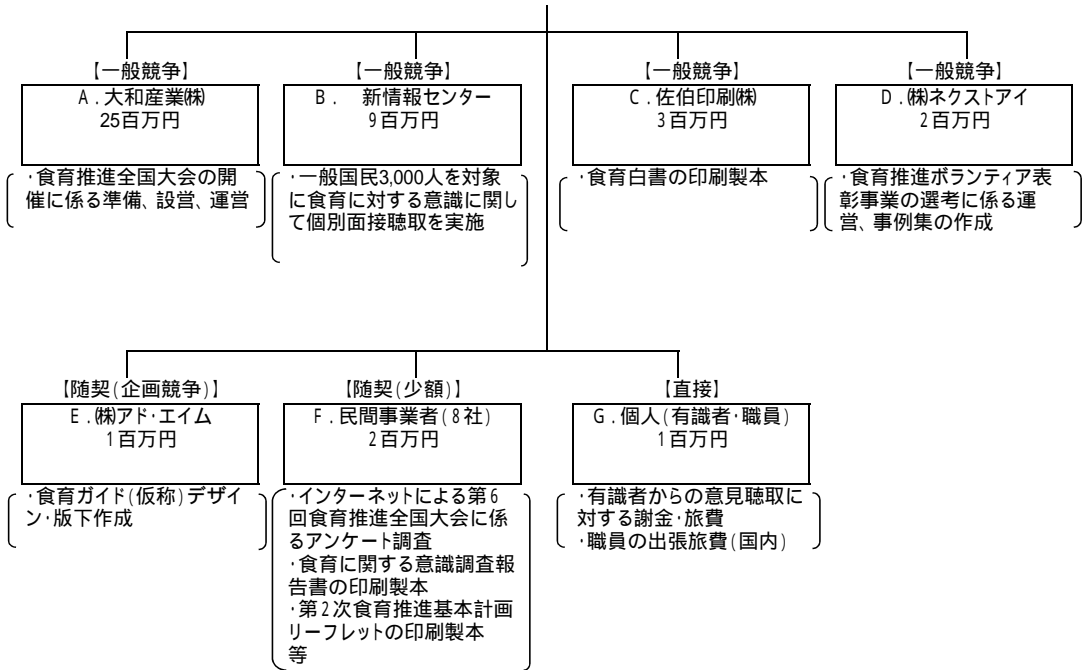 【一般競争】
A．大和産業㈱
25百万円
・食育推進全国大会の開
催に係る準備、設営、運営
【一般競争】
B．　新情報センター
9百万円
・一般国民3,000人を対象
に食育に対する意識に関し
て個別面接聴取を実施
【一般競争】
C．佐伯印刷㈱
3百万円
・食育白書の印刷製本
【一般競争】
D．㈱ネクストアイ
2百万円
・食育推進ボランティア表
彰事業の選考に係る運
営、事例集の作成
【随契(企画競争)】
E．㈱アド・エイム
1百万円
・食育ガイド(仮称)デザイ
ン・版下作成
【随契(少額)】
F．民間事業者(8社)
2百万円
・インターネットによる第6
回食育推進全国大会に係
るアンケート調査
・食育に関する意識調査報
告書の印刷製本
・第2次食育推進基本計画
リーフレットの印刷製本
等
【直接】
G．個人(有識者・職員)
1百万円
・有識者からの意見聴取に
対する謝金・旅費
・職員の出張旅費(国内)